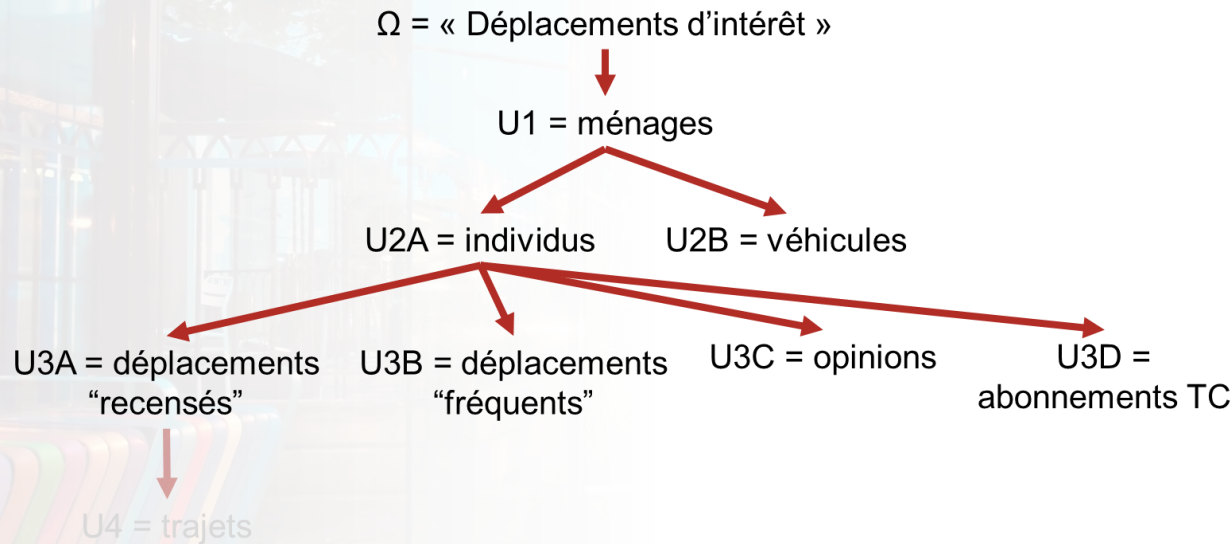 Ω = « Déplacements d’intérêt »
U1 = ménages
U2A = individus
U2B = véhicules
U3A = déplacements
“recensés”
U3B = déplacements
“fréquents”
U3C = opinions
U3D =
abonnements TC
U4 = trajets